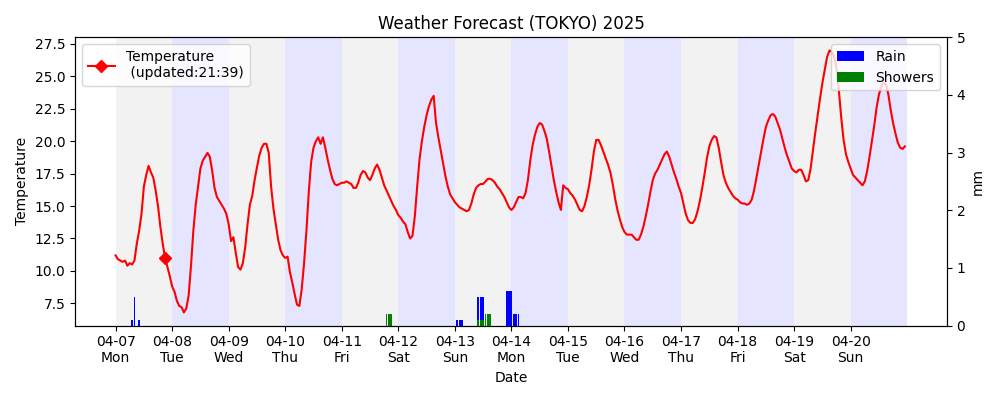 Weather Forecast (TOKYO) 2025
Temperature
(updated:21:39)
Rain
Showers
Temperature
27.5
25.0
22.5
20.0
17.5
15.0
12.5
10.0
7.5
5
4
3
2
1
0
mm
04-07 04-08 04-09 04-10 04-11 04-12 04-13 04-14 04-15 04-16 04-17 04-18 04-19 04-20
Mon Tue Wed Thu Fri Sat Sun Mon Tue Wed Thu Fri Sat Sun
Date